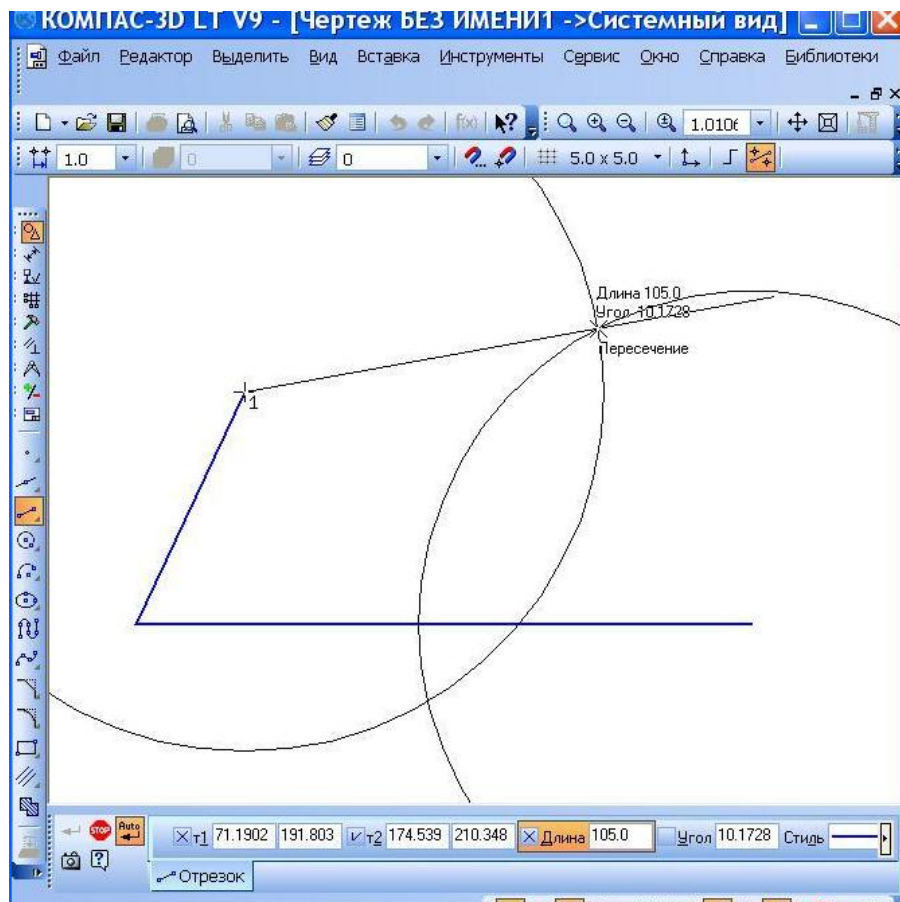 КОМПАС-3D LT V9 - [Чертеж БЕЗ ИМЕНИ1 ->Системный вид]
Файл Редактор Выделить Вид Вставка Инструменты Сервис Окно Справка Библиотеки
f(x) 1.0106
1.0 0 0 5.0 x 5.0
Длина 105.0
Угол 10.1728
Пересечение
1
STOP Auto т1 71.1902 191.803 т2 174.539 210.348 Длина 105.0 Угол 10.1728 Стиль
Отрезок